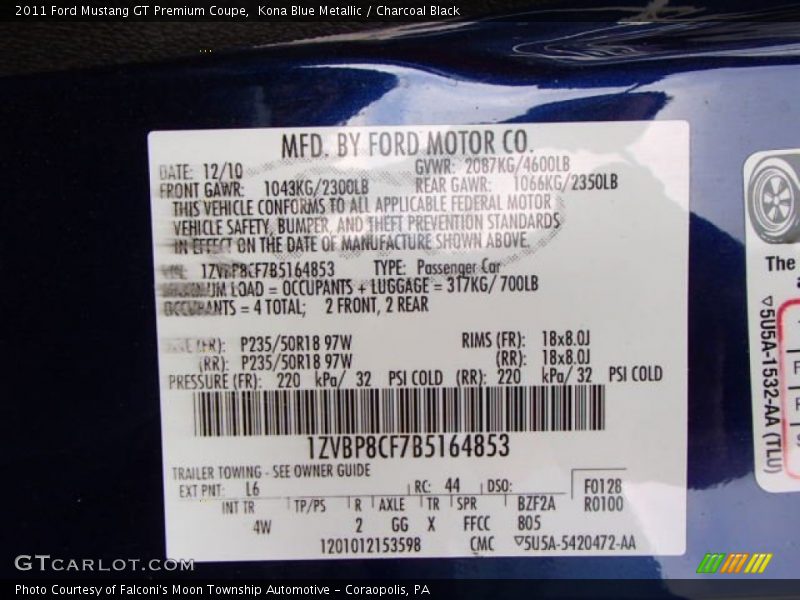 2011 Ford Mustang GT Premium Coupe,  Kona Blue Metallic / Charcoal Black
MFD. BY FORD MOTOR CO.
DATE: 12/10 GVWR: 2087KG/4600LB
FRONT GAWR: 1043KG/2300LB REAR GAWR: 1066KG/2350LB
THIS VEHICLE CONFORMS TO ALL APPLICABLE FEDERAL MOTOR
VEHICLE SAFETY, BUMPER, AND THEFT PREVENTION STANDARDS
IN EFFECT ON THE DATE OF MANUFACTURE SHOWN ABOVE.
VIN: 1ZVBP8CF7B5164853 TYPE: Passenger Car
MAXIMUM LOAD = OCCUPANTS + LUGGAGE = 317KG/700LB
OCCUPANTS = 4 TOTAL; 2 FRONT, 2 REAR
TIRE (FR): P235/50R18 97W RIMS (FR): 18x8.0J
(RR): P235/50R18 97W (RR): 18x8.0J
PRESSURE (FR): 220 kPa/ 32 PSI COLD (RR): 220 kPa/ 32 PSI COLD
1ZVBP8CF7B5164853
TRAILER TOWING - SEE OWNER GUIDE
EXT PNT: L6 RC: 44 DSO: F0128
INT TR TP/PS R AXLE TR SPR BZF2A R0100
4W 2 GG X FFCC 805
1201012153598 CMC ▽5U5A-5420472-AA
The
▽5U5A-1532-AA (TLU)
GTCARLOT.COM
Photo Courtesy of Falconi's Moon Township Automotive - Coraopolis, PA